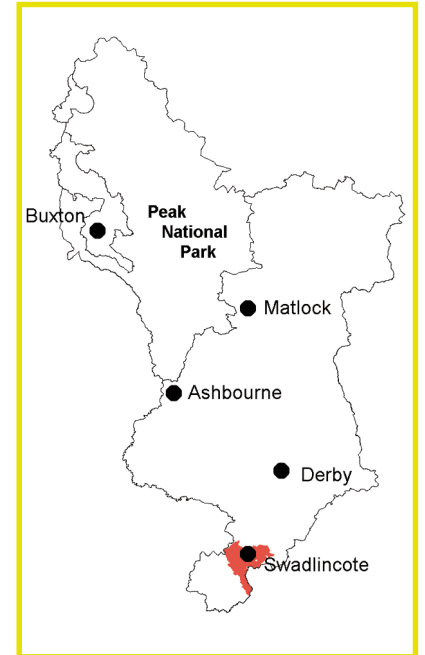 Buxton
Peak
National
Park
Matlock
Ashbourne
Derby
Swadlincote